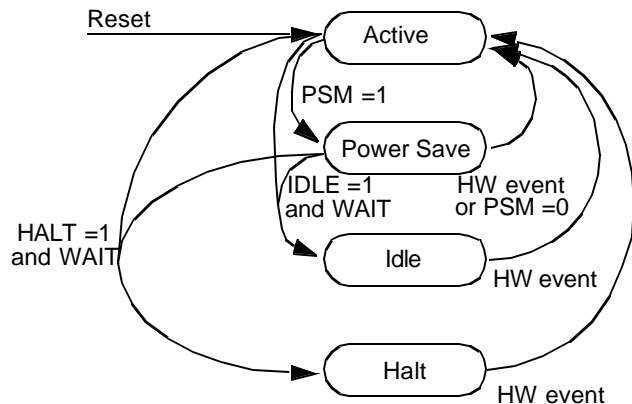 Reset
Active
PSM =1
Power Save
IDLE =1
and WAIT
HW event
or PSM =0
HALT =1
and WAIT
Idle
HW event
Halt
HW event